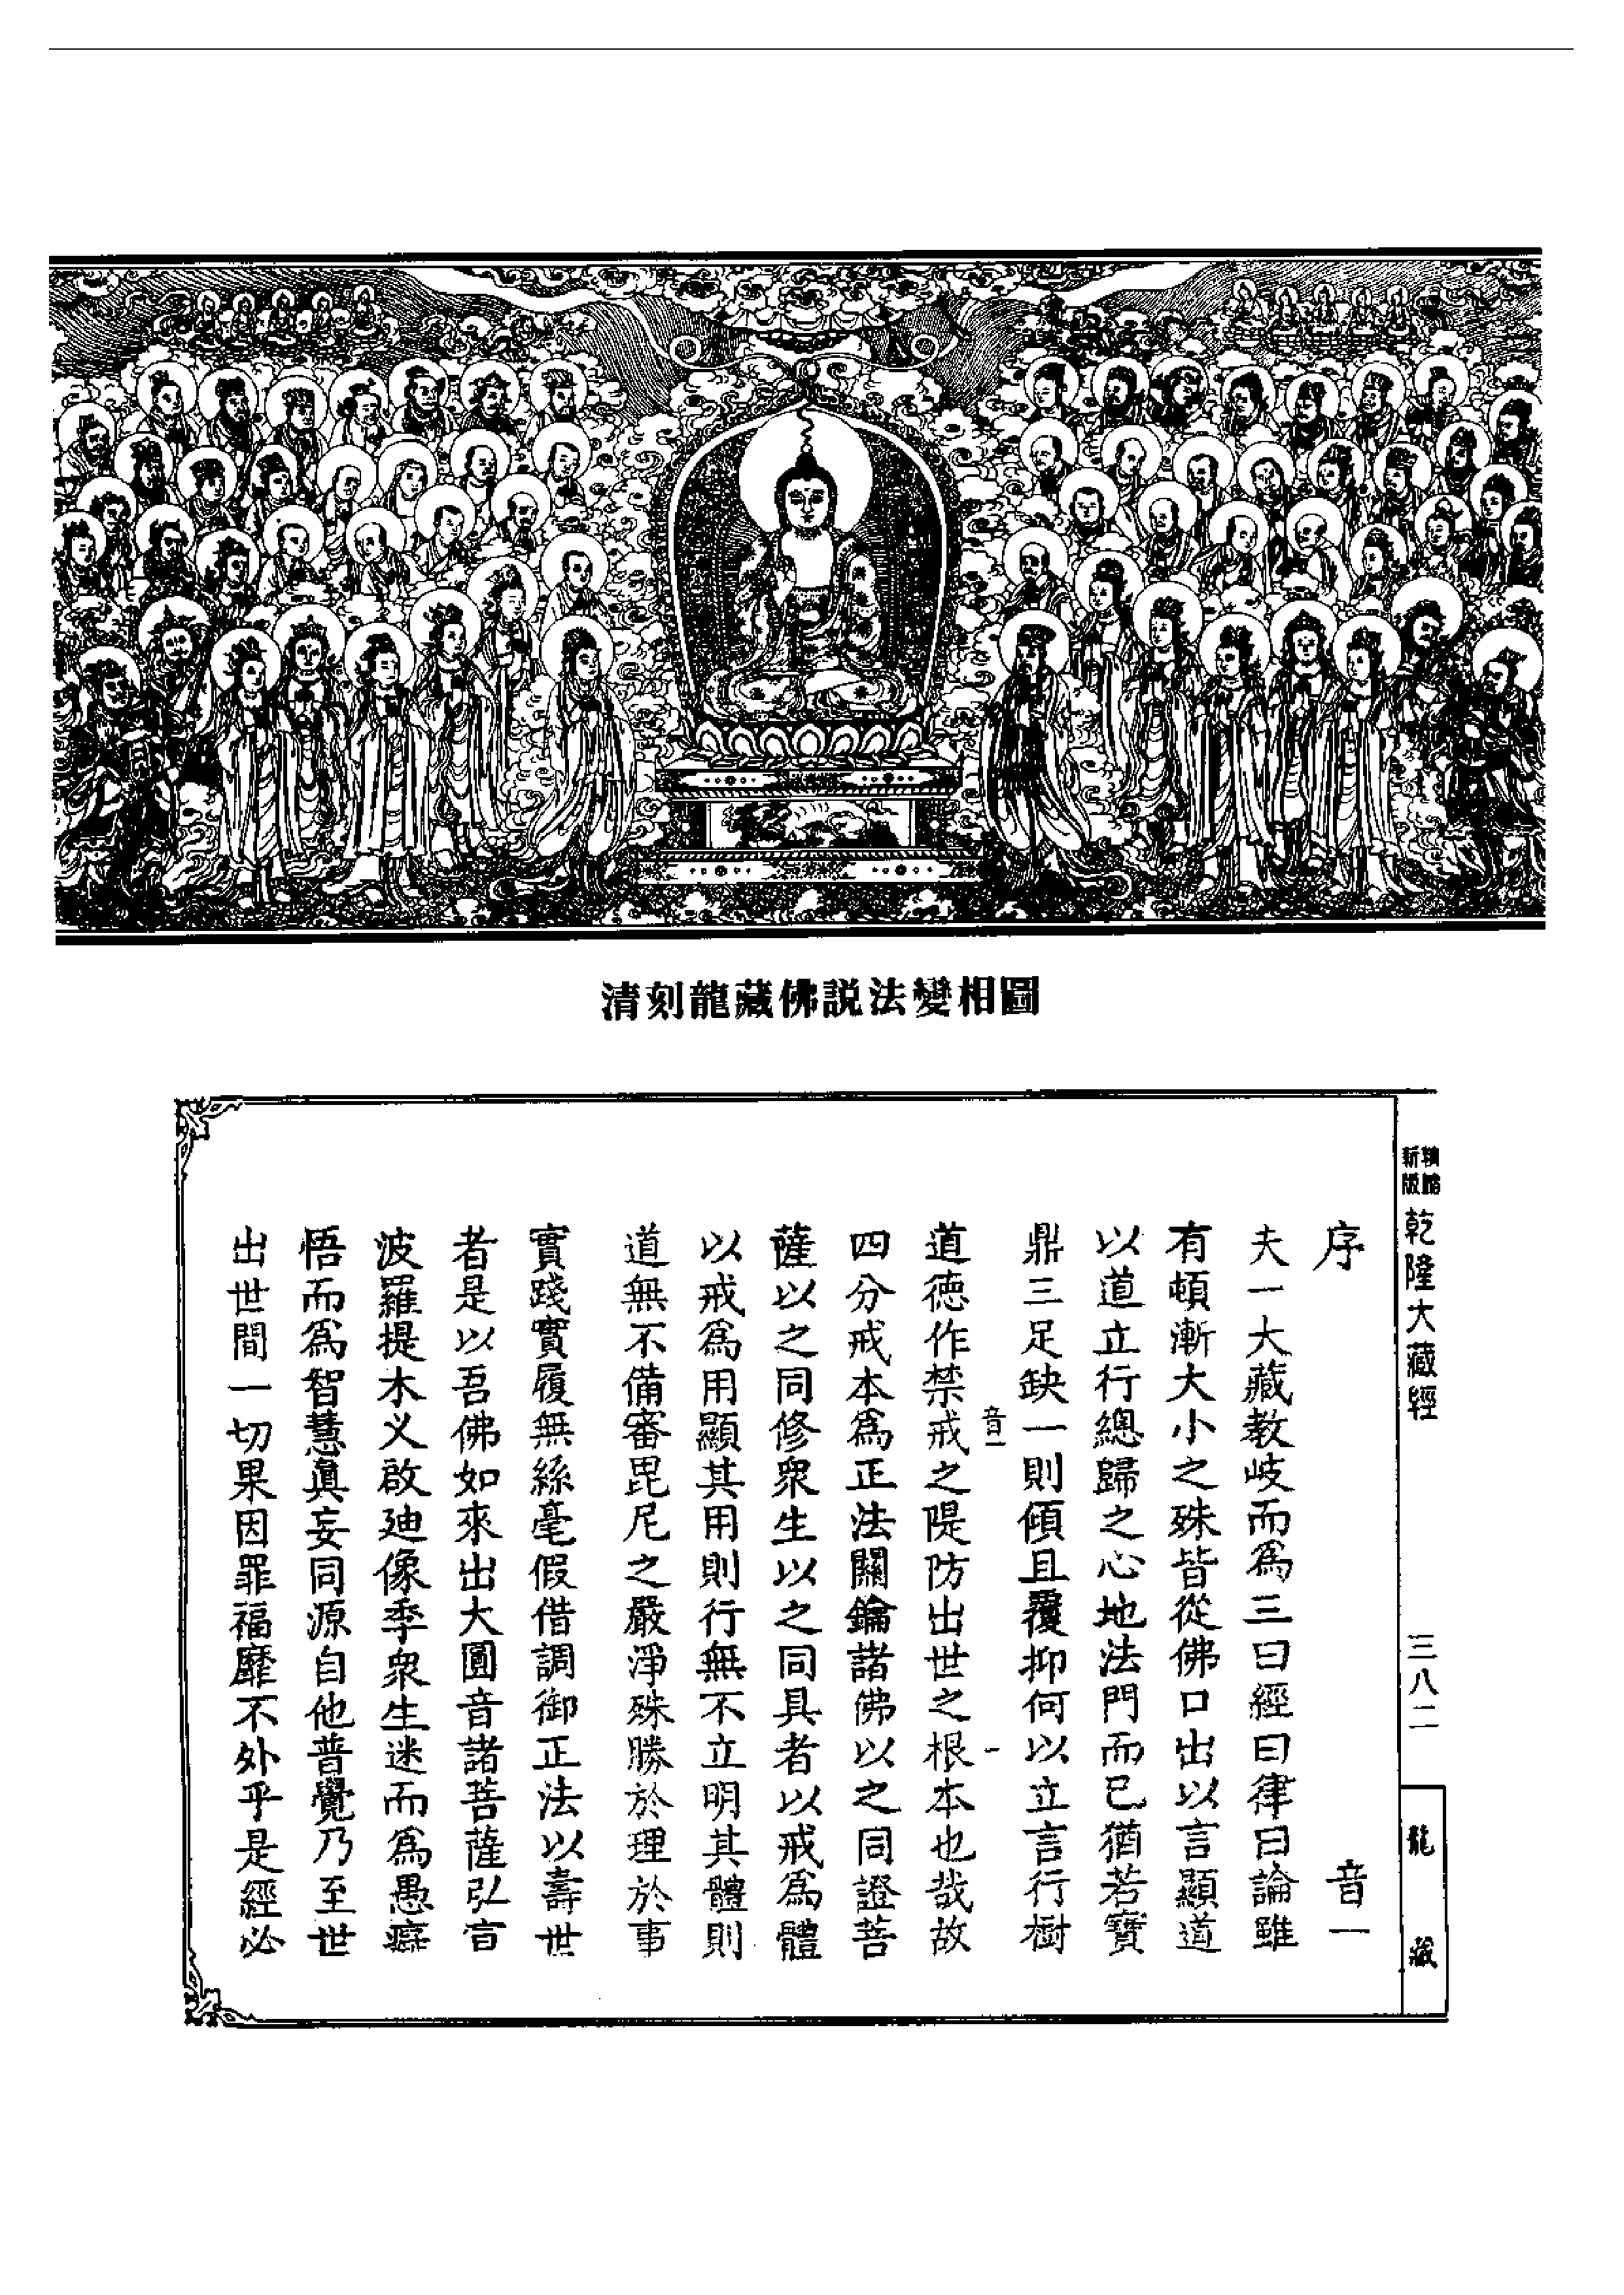 清刻龍藏佛説法變相圖
新版
乾隆大藏經
三八二
龍藏
序 音一
夫一大藏教岐而為三曰經曰律曰論雖
有頓漸大小之殊皆從佛口出以言顯道
以道立行總歸之心地法門而已猶若寶
鼎三足缺一則傾且覆抑何以立言行樹
音一 一
道德作禁戒之隄防出世之根本也哉故
四分戒本為正法關鑰諸佛以之同證菩
薩以之同修衆生以之同具者以戒為體
以戒為用顯其用則行無不立明其體則
道無不備審毘尼之嚴淨殊勝於理於事
實踐實履無絲毫假借調御正法以壽世
者是以吾佛如來出大圓音諸菩薩弘宣
波羅提木义啟廸像季衆生迷而為愚癡
悟而為智慧眞妄同源自他普覺乃至世
出世間一切果因罪福靡不外乎是經必